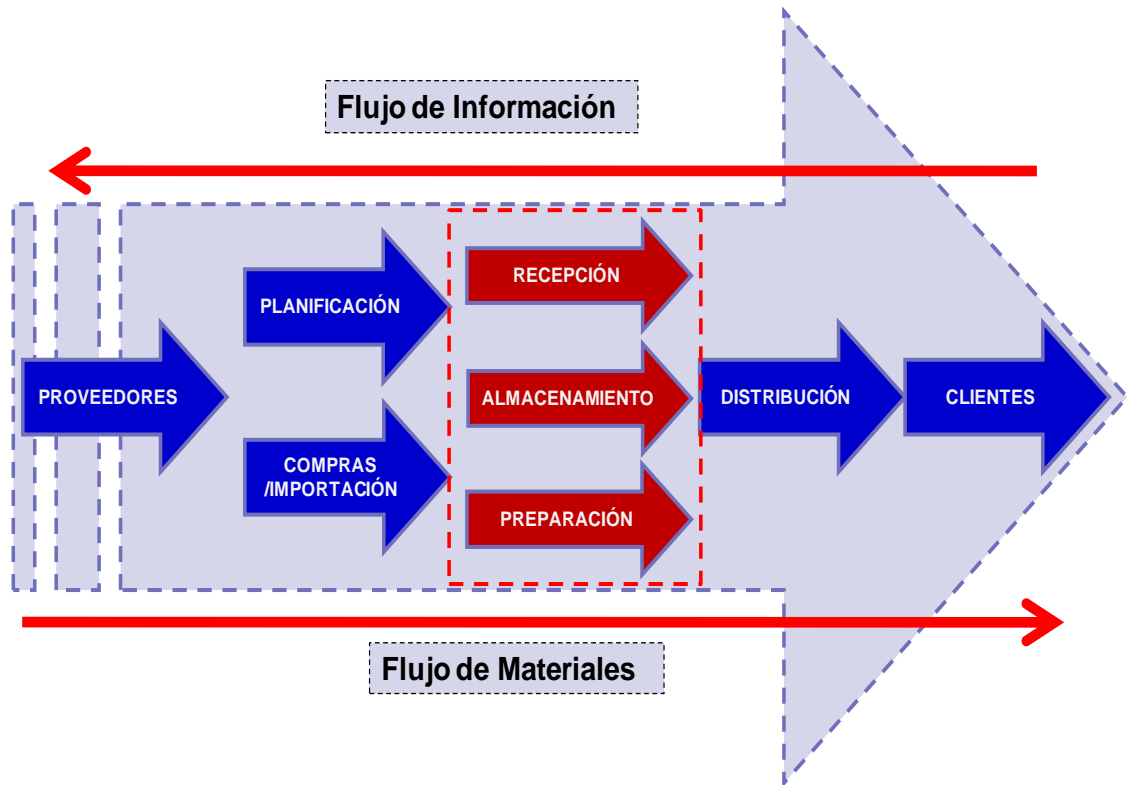 Flujo de Información
RECEPCIÓN
PLANIFICACIÓN
PROVEEDORES
ALMACENAMIENTO
DISTRIBUCIÓN
CLIENTES
COMPRAS
/IMPORTACIÓN
PREPARACIÓN
Flujo de Materiales